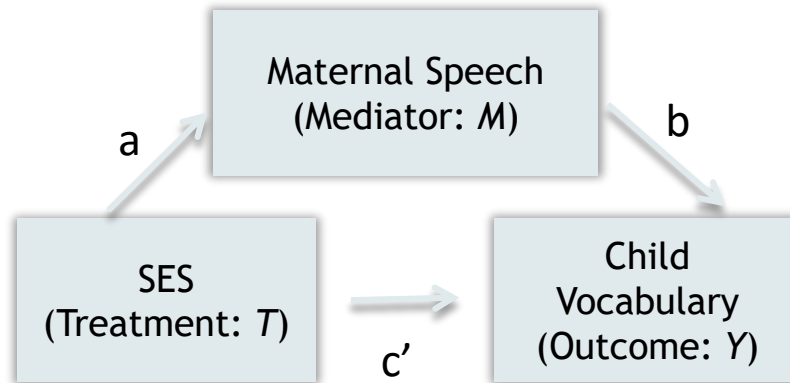 Maternal Speech
(Mediator: M)
a
b
SES
(Treatment: T)
Child
Vocabulary
(Outcome: Y)
c’